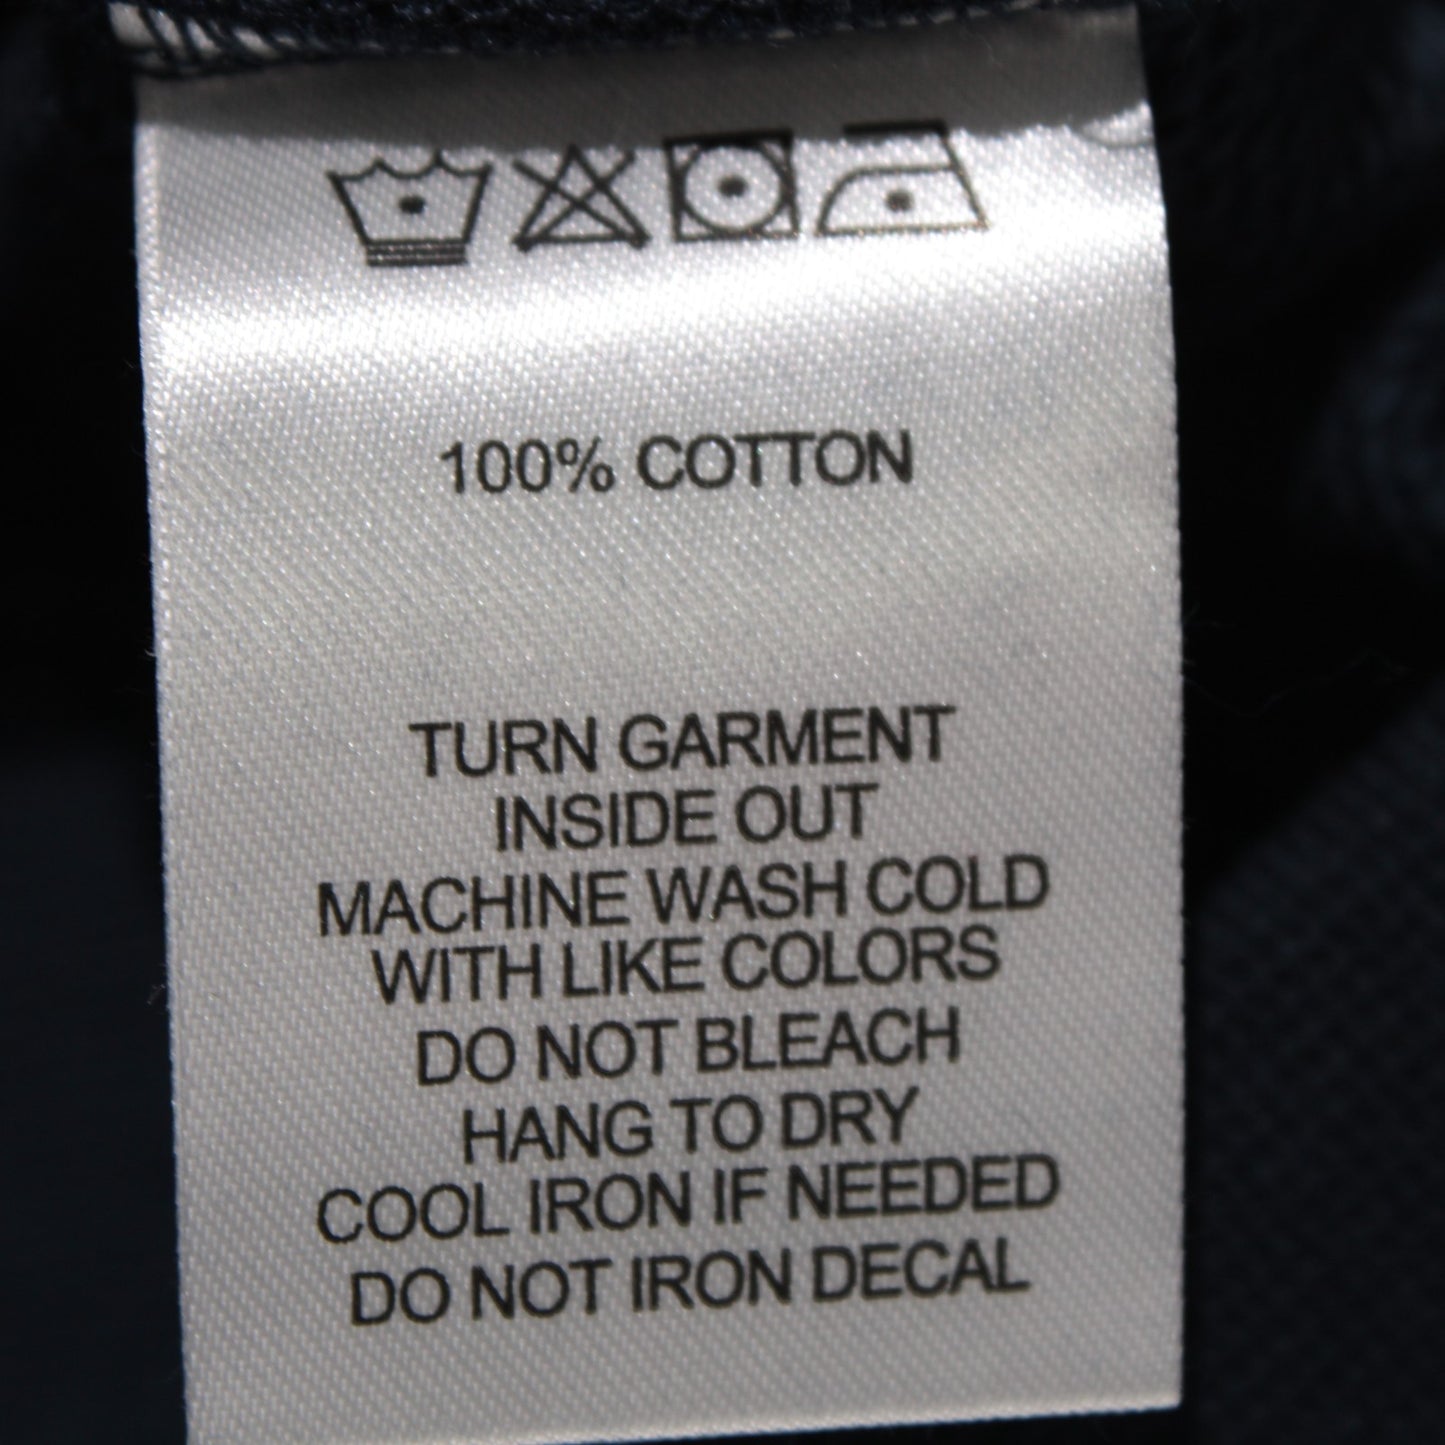 100% COTTON
TURN GARMENT
INSIDE OUT
MACHINE WASH COLD
WITH LIKE COLORS
DO NOT BLEACH
HANG TO DRY
COOL IRON IF NEEDED
DO NOT IRON DECAL